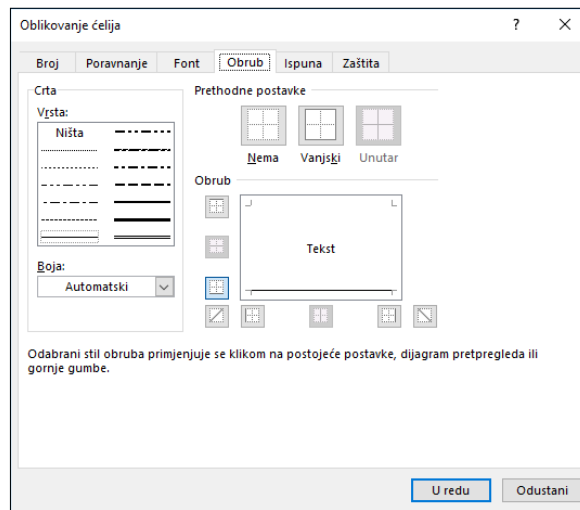 Oblikovanje ćelija ?
Broj Poravnanje Font Obrub Ispuna Zaštita
Crta
Vrsta:
Ništa
Boja:
Automatski
Prethodne postavke
Nema Vanjski Unutar
Obrub
Tekst
Odabrani stil obruba primjenjuje se klikom na postojeće postavke, dijagram pretpregleda ili
gornje gumbe.
U redu Odustani